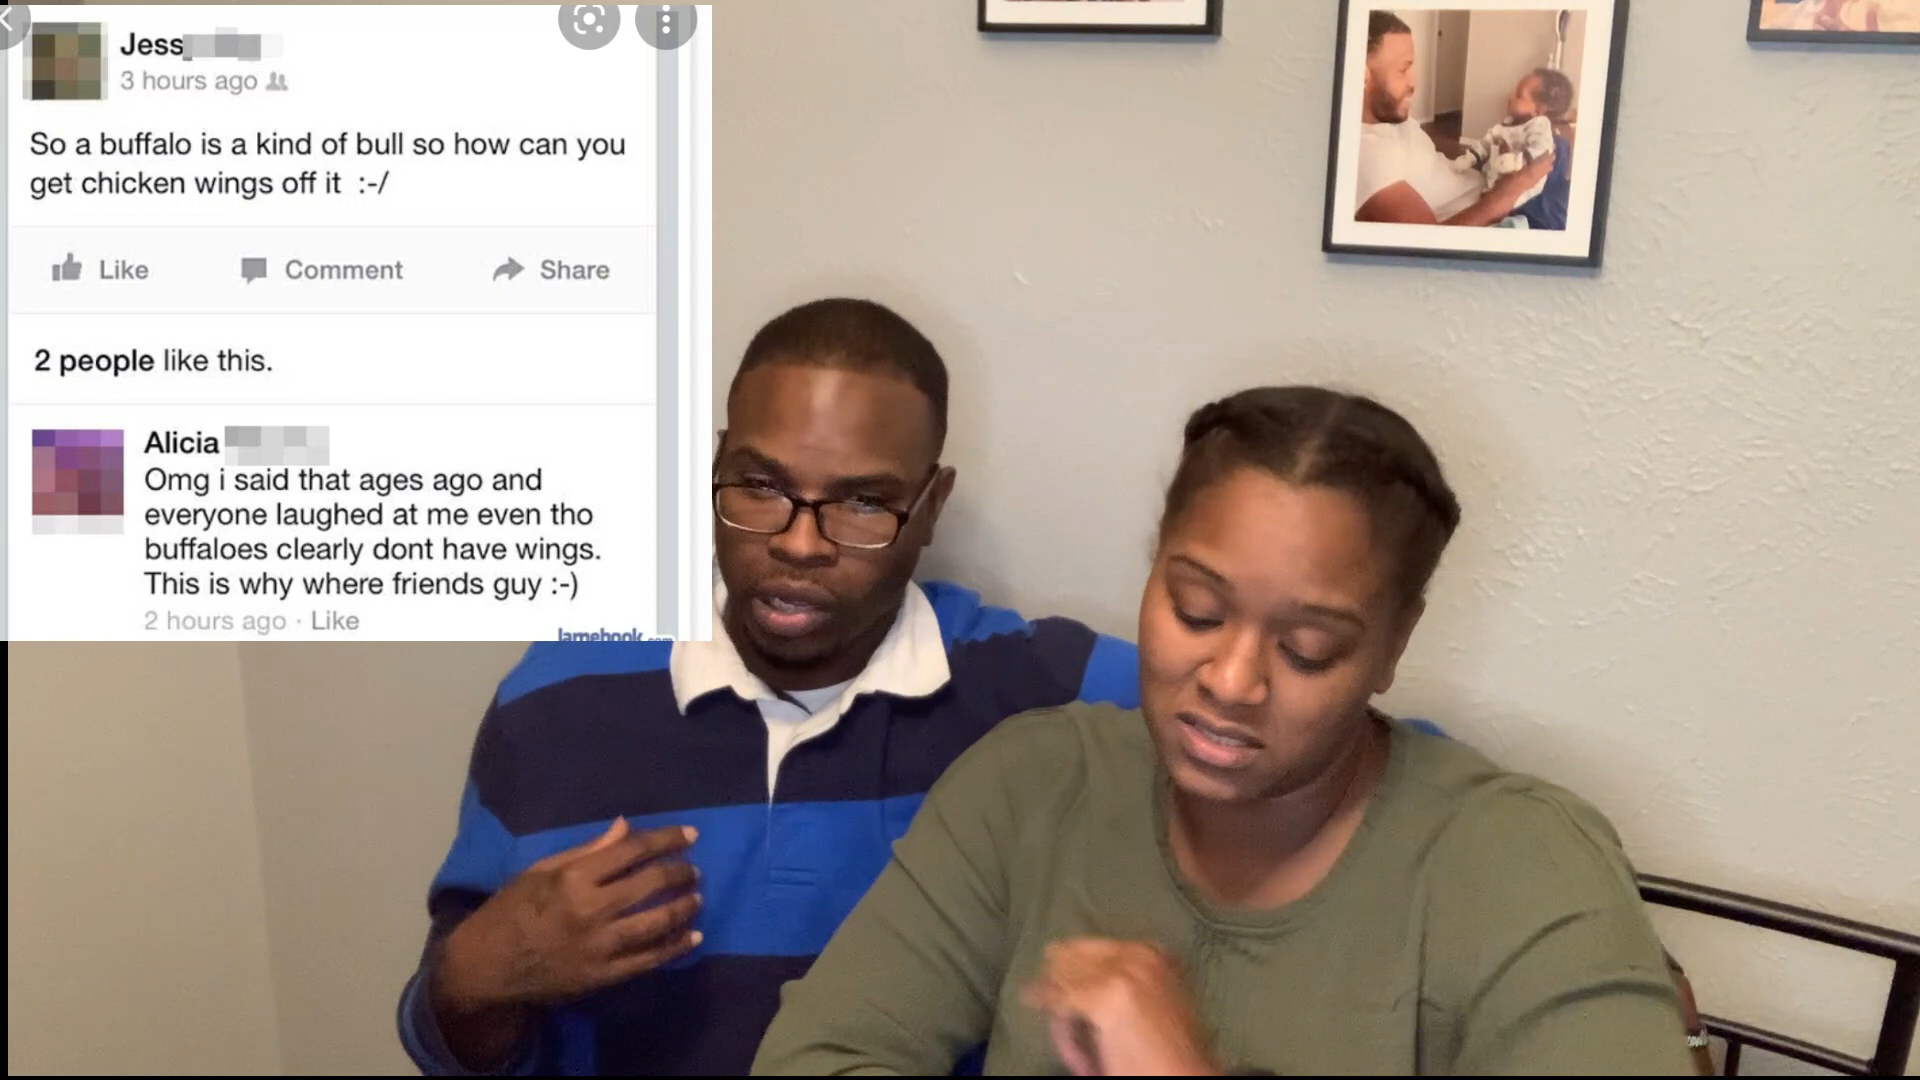 Jess
3 hours ago
So a buffalo is a kind of bull so how can you
get chicken wings off it :-/
Like Comment Share
2 people like this.
Alicia
Omg i said that ages ago and
everyone laughed at me even tho
buffaloes clearly dont have wings.
This is why where friends guy :-)
2 hours ago · Like
lamebook.com